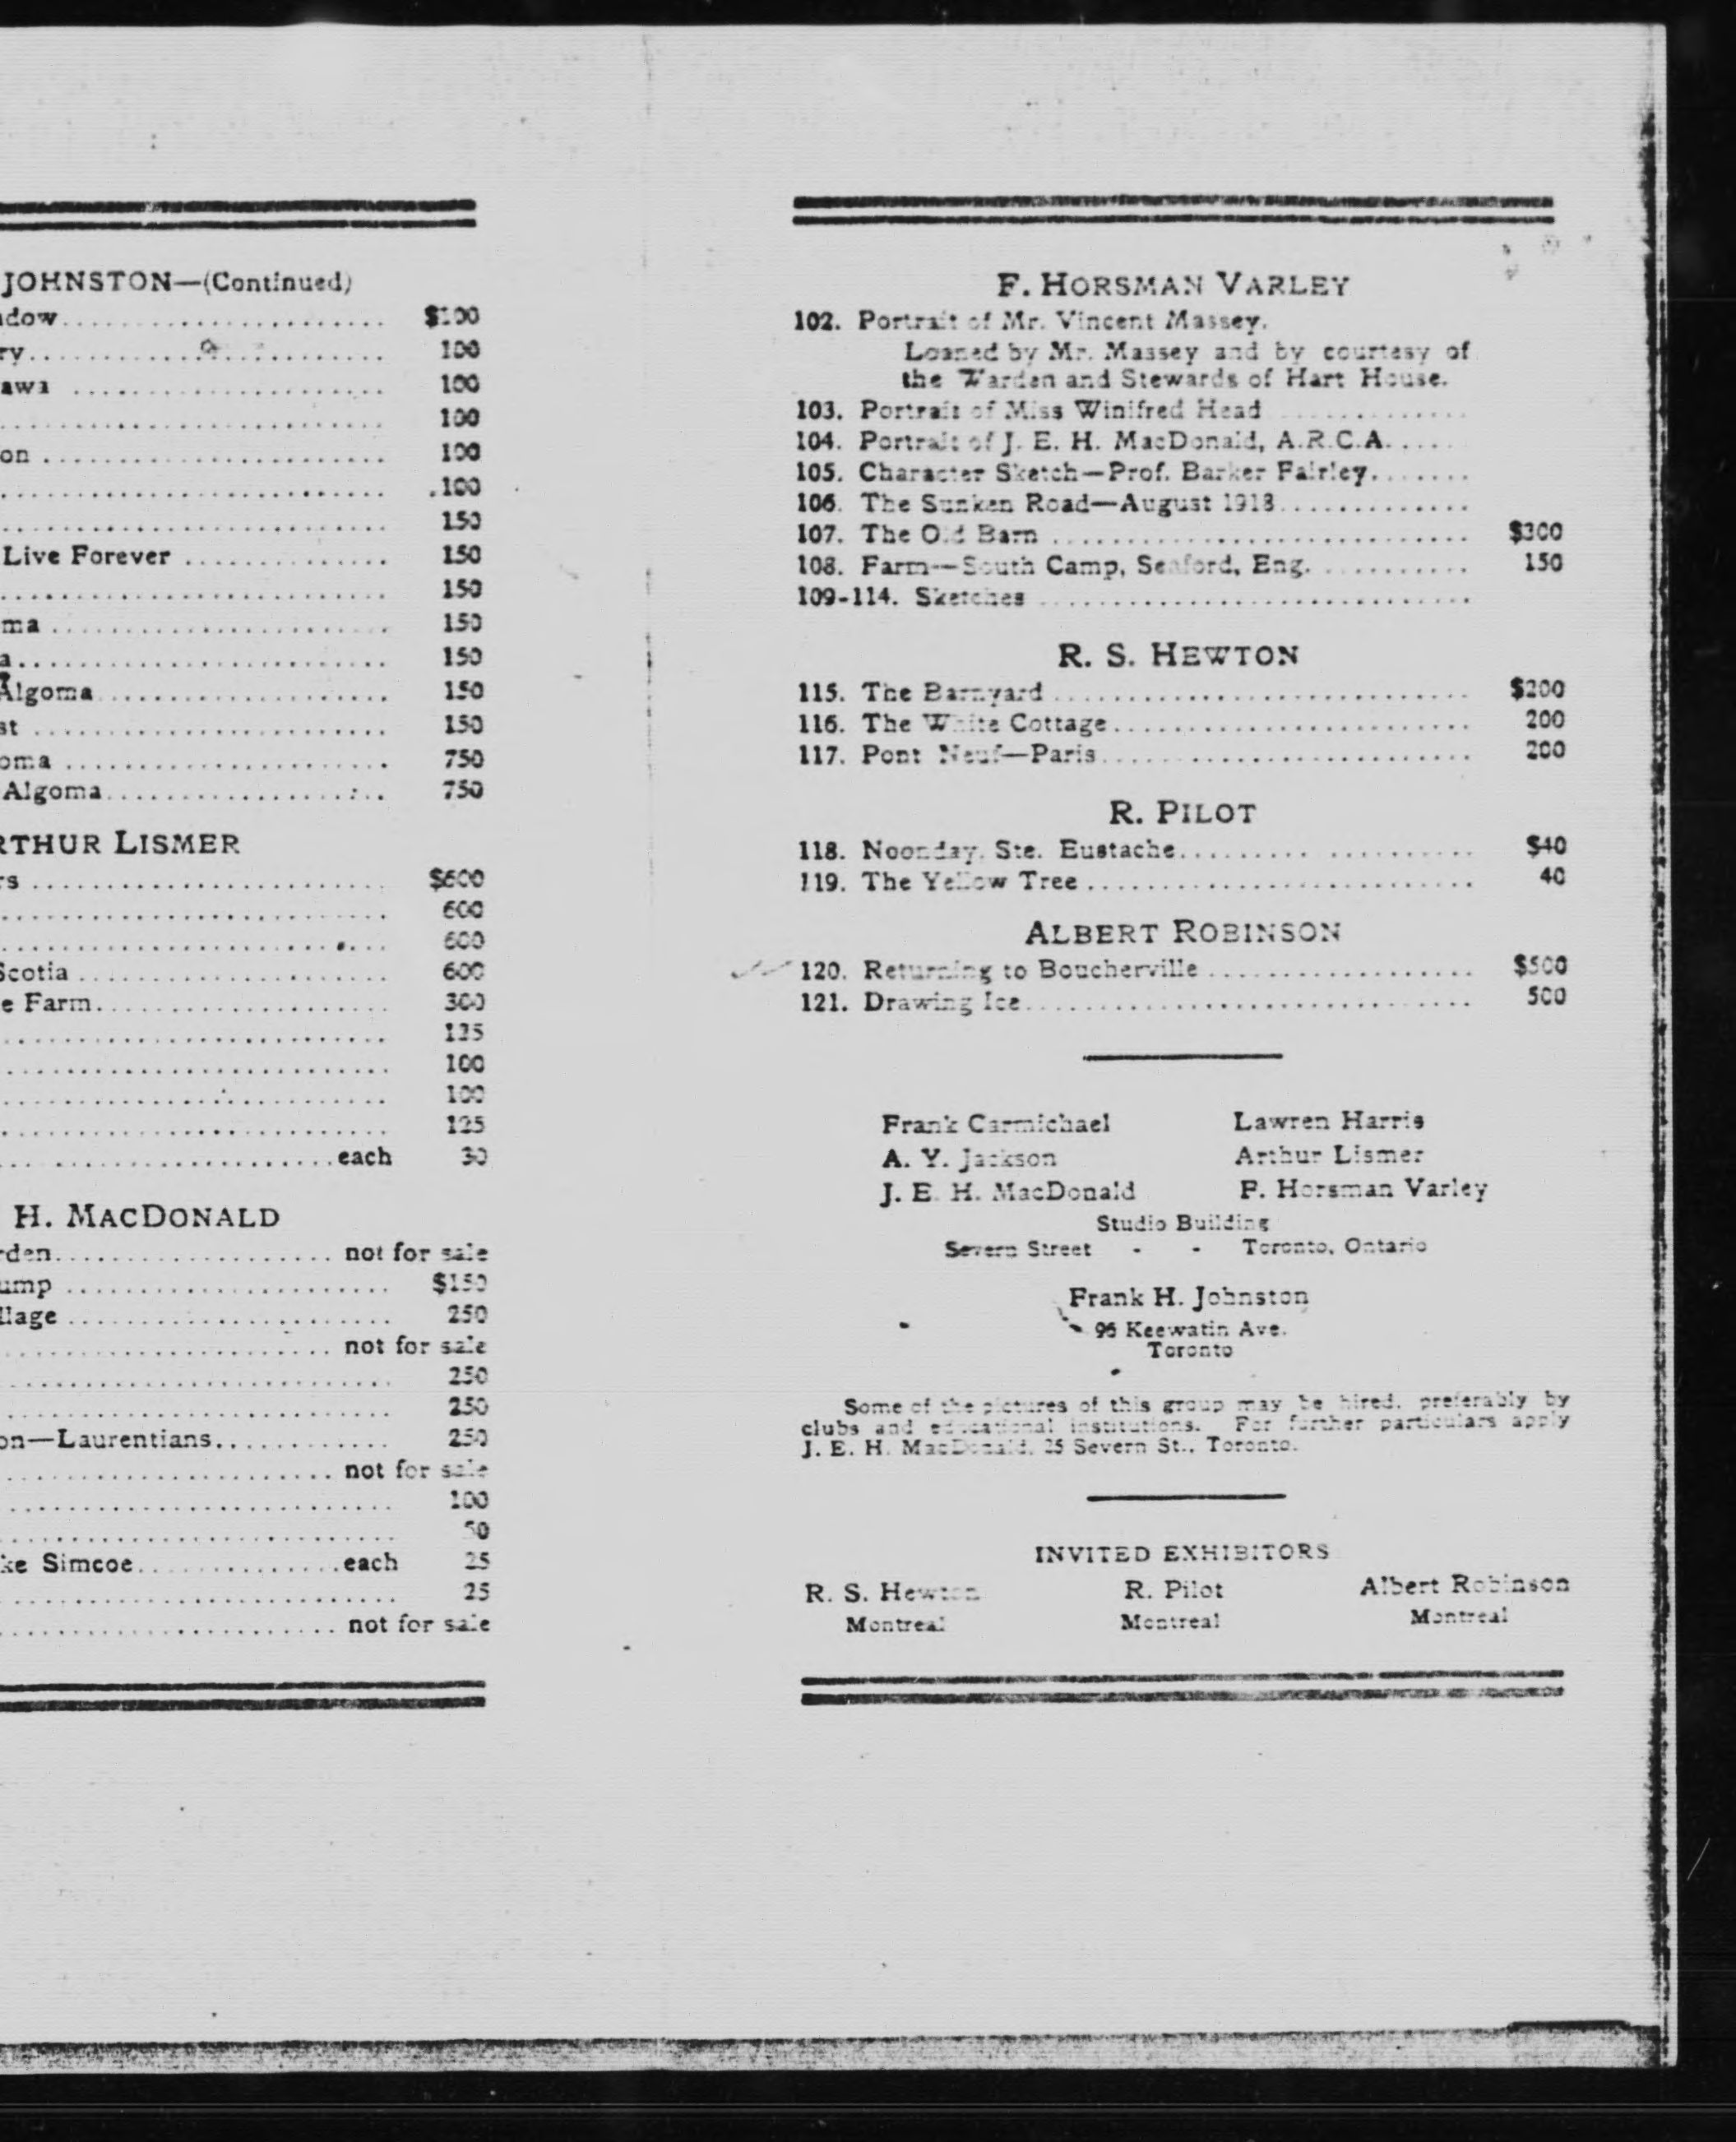 JOHNSTON—(Continued)
dow....................... $100
ry........................... 100
awa ...................... 100
........................... 100
on ........................ 100
........................... .100
........................... 150
Live Forever .............. 150
........................... 150
ma ....................... 150
a........................... 150
Algoma.................... 150
st ......................... 150
oma ...................... 750
Algoma.................... 750
RTHUR LISMER
rs ......................... $600
........................... 600
........................... 600
Scotia ..................... 600
e Farm.................... 300
........................... 125
........................... 100
........................... 100
........................... 125
.......................each 30
H. MACDONALD
rden..................... not for sale
ump ...................... $150
llage ...................... 250
........................ not for sale
........................... 250
........................... 250
on—Laurentians............. 250
........................ not for sale
........................... 100
........................... 50
ke Simcoe...............each 25
........................... 25
........................ not for sale
F. HORSMAN VARLEY
102. Portrait of Mr. Vincent Massey.
Loaned by Mr. Massey and by courtesy of
the Warden and Stewards of Hart House.
103. Portrait of Miss Winifred Head .............
104. Portrait of J. E. H. MacDonald, A.R.C.A......
105. Character Sketch—Prof. Barker Fairley.......
106. The Sunken Road—August 1918.............
107. The Old Barn ............................ $300
108. Farm—South Camp, Seaford, Eng. ........... 150
109-114. Sketches .............................
R. S. HEWTON
115. The Barnyard ............................ $200
116. The White Cottage........................ 200
117. Pont Neuf—Paris......................... 200
R. PILOT
118. Noonday, Ste. Eustache................... $40
119. The Yellow Tree .......................... 40
ALBERT ROBINSON
120. Returning to Boucherville .................. $500
121. Drawing Ice.............................. 500
Frank Carmichael Lawren Harris
A. Y. Jackson Arthur Lismer
J. E. H. MacDonald F. Horsman Varley
Studio Building
Severn Street - - Toronto, Ontario
Frank H. Johnston
96 Keewatin Ave.
Toronto
Some of the pictures of this group may be hired, preferably by
clubs and educational institutions. For further particulars apply
J. E. H. MacDonald, 25 Severn St., Toronto.
INVITED EXHIBITORS
R. S. Hewton R. Pilot Albert Robinson
Montreal Montreal Montreal